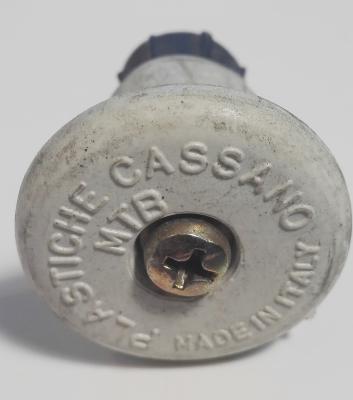 PLASTICHE CASSANO
MTB
MADE IN ITALY